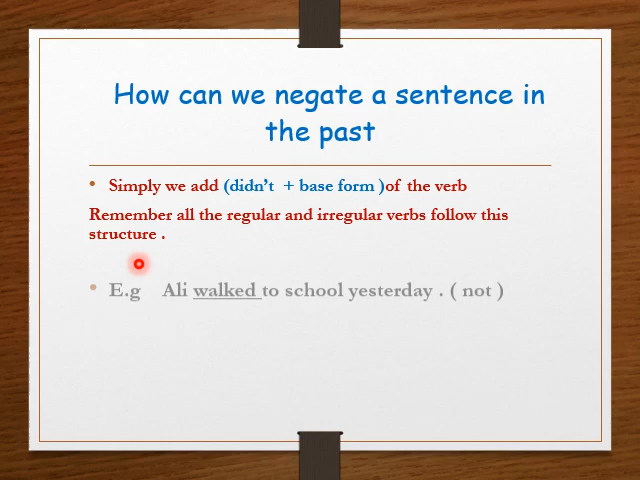 How can we negate a sentence in
the past
• Simply we add (didn't + base form )of the verb
Remember all the regular and irregular verbs follow this
structure .
• E.g Ali walked to school yesterday . ( not )